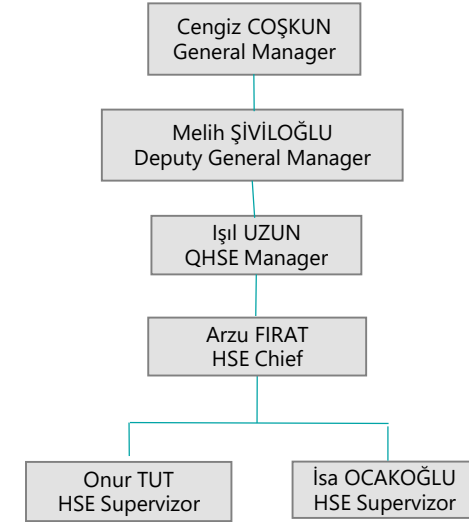 Cengiz COŞKUN
General Manager
Melih ŞİVİLOĞLU
Deputy General Manager
Işıl UZUN
QHSE Manager
Arzu FIRAT
HSE Chief
Onur TUT
HSE Supervizor
İsa OCAKOĞLU
HSE Supervizor